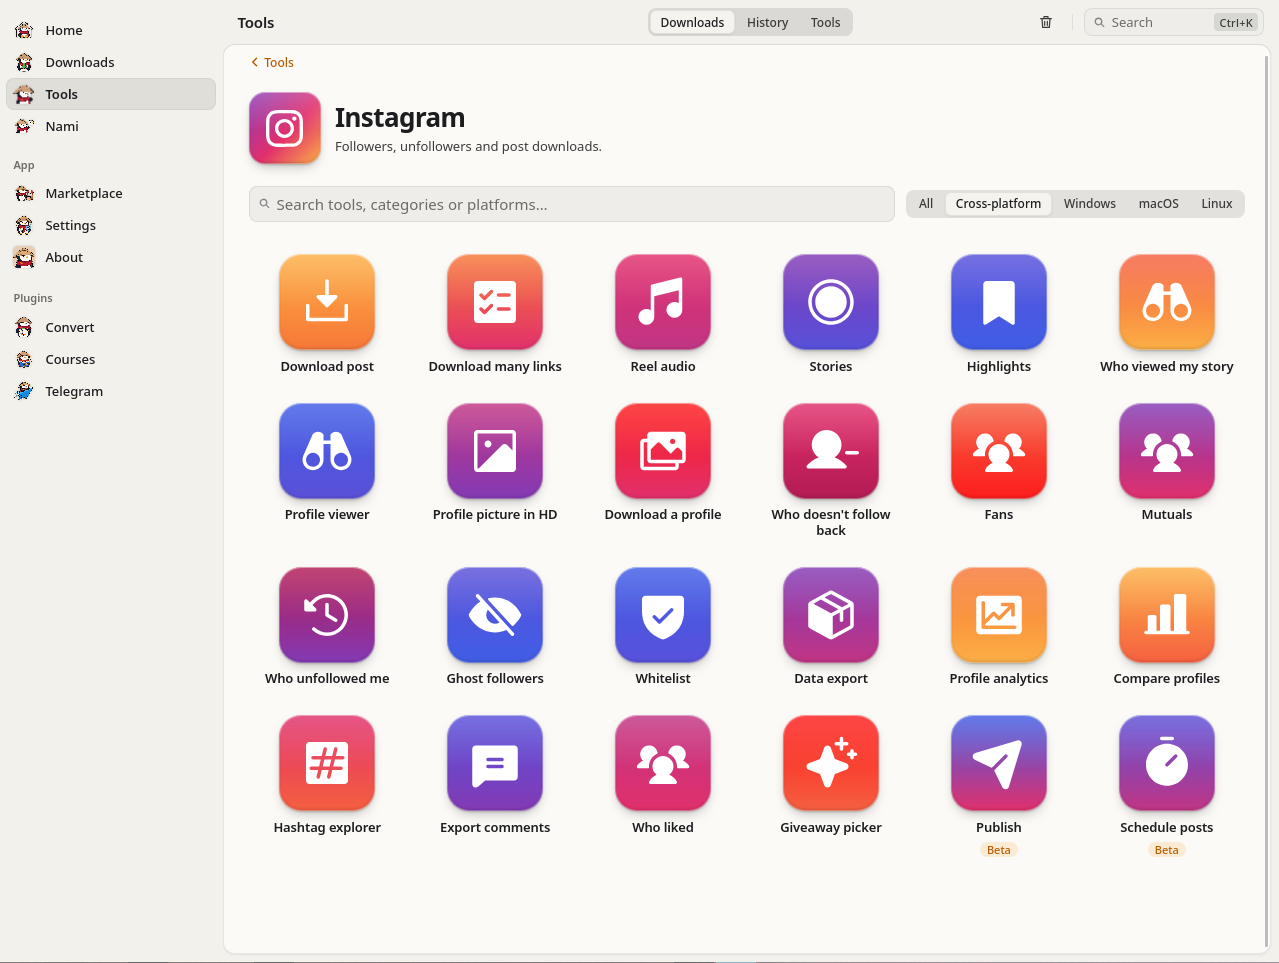 Home
Downloads
Tools
Nami
App
Marketplace
Settings
About
Plugins
Convert
Courses
Telegram
Tools
Downloads
History
Tools
Search
Ctrl+K
Tools
Instagram
Followers, unfollowers and post downloads.
Search tools, categories or platforms...
All
Cross-platform
Windows
macOS
Linux
Download post
Download many links
Reel audio
Stories
Highlights
Who viewed my story
Profile viewer
Profile picture in HD
Download a profile
Who doesn't follow
back
Fans
Mutuals
Who unfollowed me
Ghost followers
Whitelist
Data export
Profile analytics
Compare profiles
Hashtag explorer
Export comments
Who liked
Giveaway picker
Publish
Beta
Schedule posts
Beta